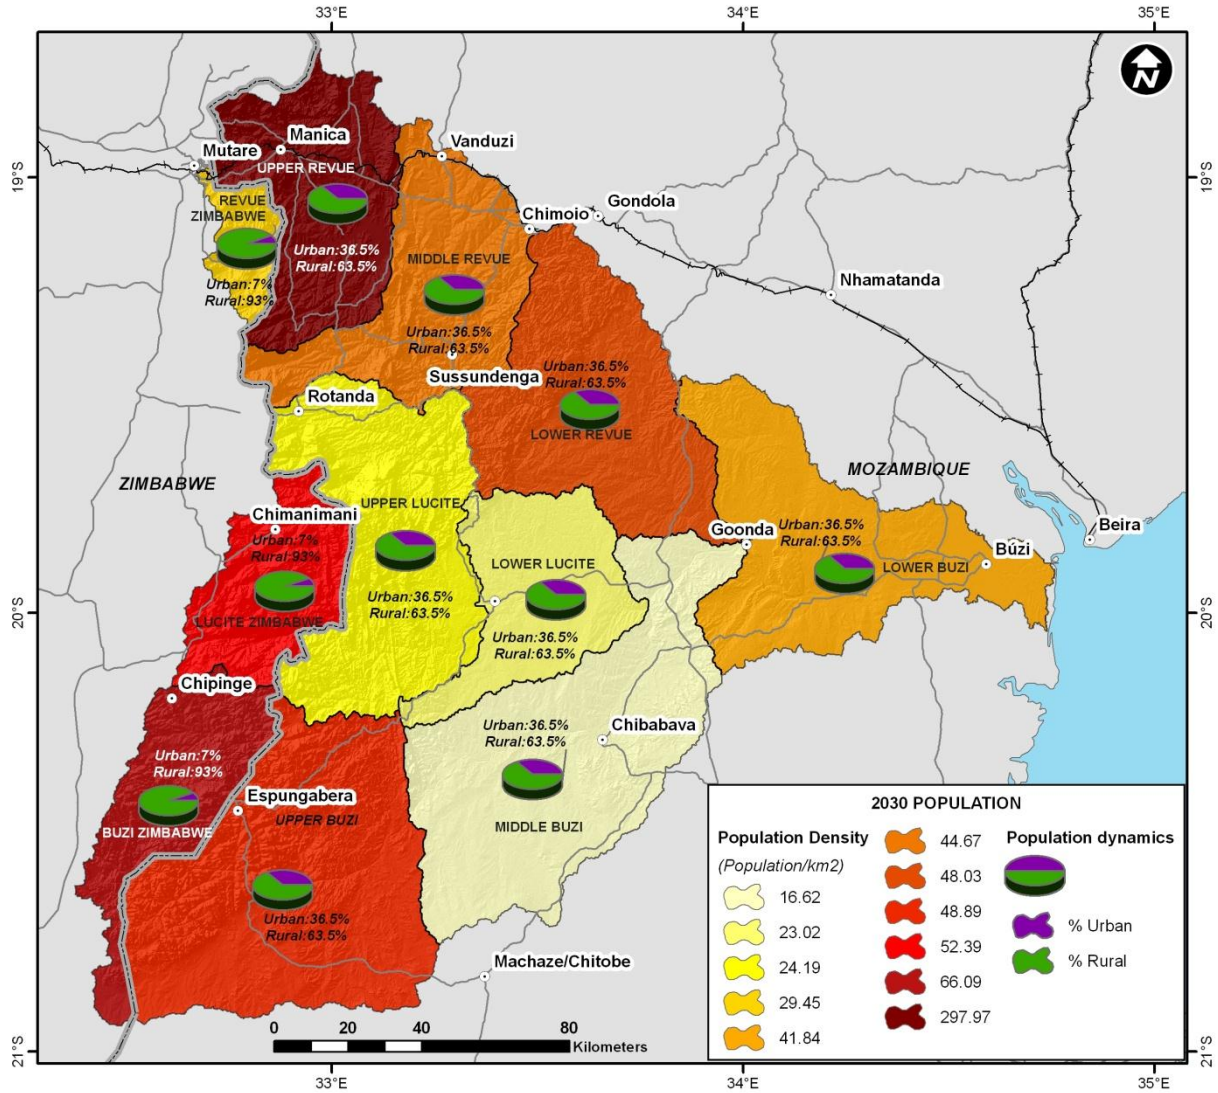 33°E
34°E
35°E
N
Manica
Mutare
Vanduzi
UPPER REVUE
19°S
19°S
REVUE
ZIMBABWE
Gondola
Chimoio
Urban:36.5%
Rural:63.5%
MIDDLE REVUE
Urban:7%
Rural:93%
Nhamatanda
Urban:36.5%
Rural:63.5%
Sussundenga
Urban:36.5%
Rural:63.5%
Rotanda
LOWER REVUE
ZIMBABWE
MOZAMBIQUE
UPPER LUCITE
Chimanimani
Urban:7%
Rural:93%
Goonda
Urban:36.5%
Rural:63.5%
Beira
Búzi
LOWER LUCITE
LOWER BUZI
Urban:36.5%
Rural:63.5%
LUCITE ZIMBABWE
20°S
20°S
Urban:36.5%
Rural:63.5%
Chipinge
Urban:36.5%
Rural:63.5%
Chibabava
Urban:7%
Rural:93%
Espungabera
UPPER BUZI
BUZI ZIMBABWE
MIDDLE BUZI
Urban:36.5%
Rural:63.5%
Machaze/Chitobe
0 20 40 80
Kilometers
2030 POPULATION
Population Density
(Population/km2)
16.62
23.02
24.19
29.45
41.84
44.67
48.03
48.89
52.39
66.09
297.97
Population dynamics
% Urban
% Rural
21°S
21°S
33°E
34°E
35°E